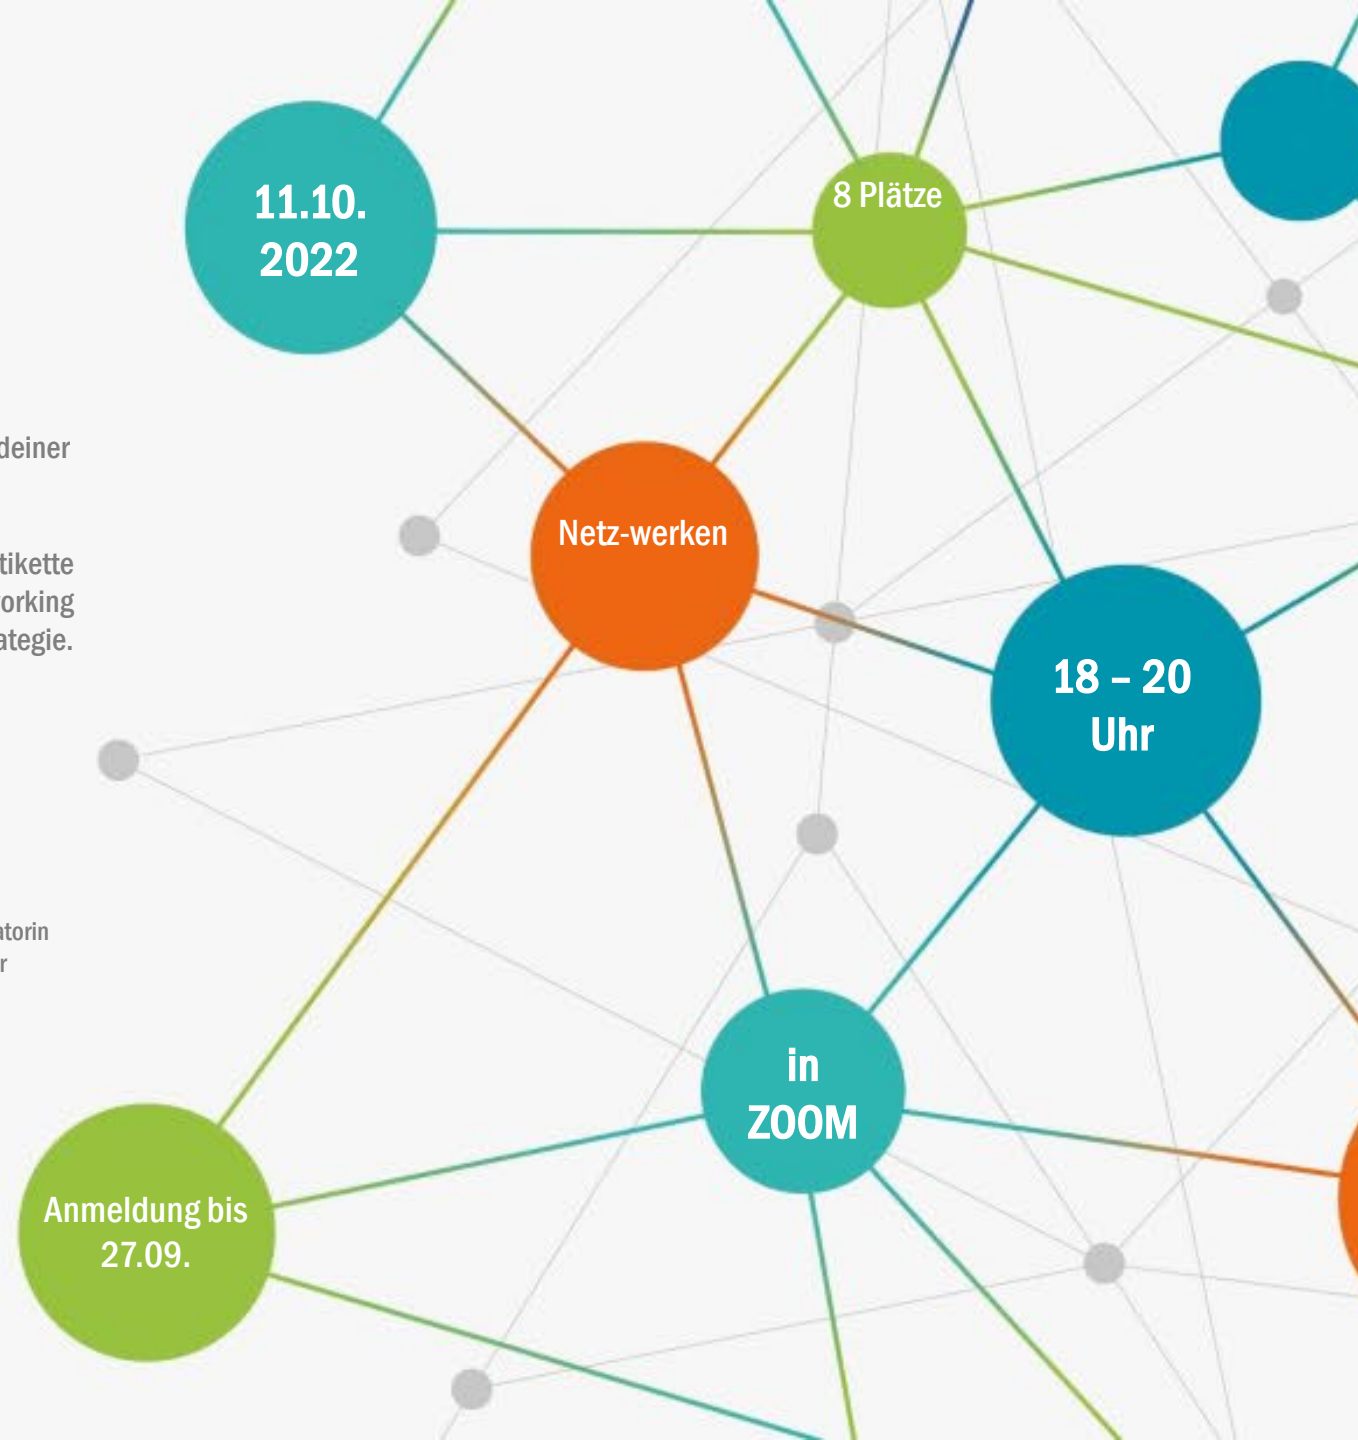 11.10.
2022
8 Plätze
deiner
Netz-werken
tikette
orking
ategie.
18 – 20
Uhr
atorin
r
in
ZOOM
Anmeldung bis
27.09.